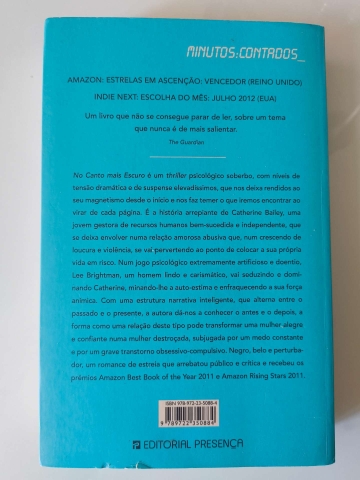 MINUTOS:CONTADOS_
AMAZON: ESTRELAS EM ASCENÇÃO: VENCEDOR (REINO UNIDO)
INDIE NEXT: ESCOLHA DO MÊS: JULHO 2012 (EUA)
Um livro que não se consegue parar de ler, sobre um tema
que nunca é de mais salientar.
The Guardian
No Canto mais Escuro é um thriller psicológico soberbo, com níveis de
tensão dramática e de suspense elevadíssimos, que nos deixa rendidos ao
seu magnetismo desde o início e nos faz temer o que iremos encontrar ao
virar de cada página. É a história arrepiante de Catherine Bailey, uma
jovem gestora de recursos humanos bem-sucedida e independente, que
se deixa envolver numa relação amorosa abusiva que, num crescendo de
loucura e violência, se vai pervertendo ao ponto de colocar a sua própria
vida em risco. Num jogo psicológico extremamente artificioso e doentio,
Lee Brightman, um homem lindo e carismático, vai seduzindo e domi-
nando Catherine, minando-lhe a auto-estima e enfraquecendo a sua força
anímica. Com uma estrutura narrativa inteligente, que alterna entre o
passado e o presente, a autora dá-nos a conhecer o antes e o depois, a
forma como uma relação deste tipo pode transformar uma mulher alegre
e confiante numa mulher destroçada, subjugada por um medo constante
e por um grave transtorno obsessivo-compulsivo. Negro, belo e perturba-
dor, um romance de estreia que arrebatou público e crítica e recebeu os
prémios Amazon Best Book of the Year 2011 e Amazon Rising Stars 2011.
ISBN 978-972-23-5088-4
9 789722 350884
EDITORIAL PRESENÇA